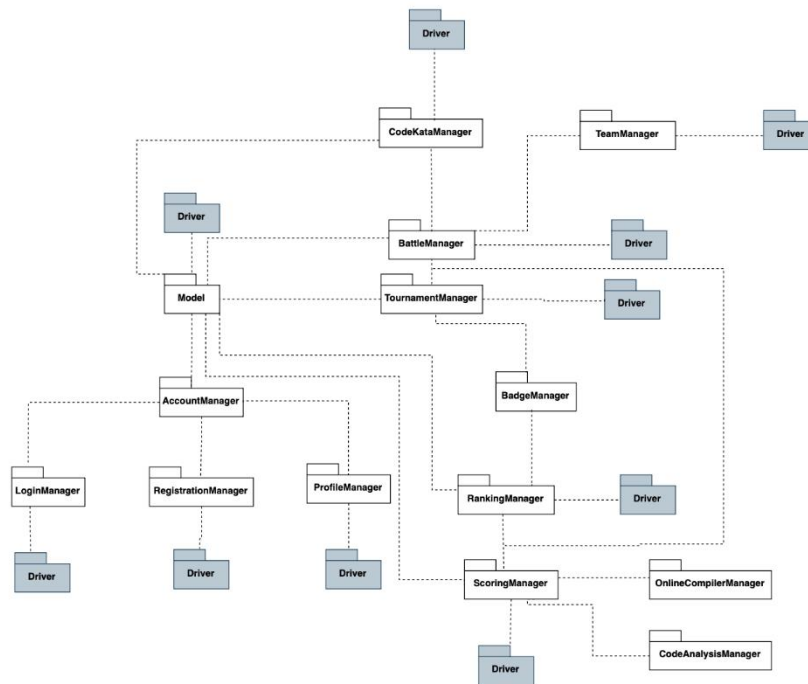 Driver
CodeKataManager
TeamManager
Driver
Driver
BattleManager
Driver
Model
TournamentManager
Driver
AccountManager
BadgeManager
LoginManager
RegistrationManager
ProfileManager
RankingManager
Driver
Driver
Driver
Driver
ScoringManager
OnlineCompilerManager
CodeAnalysisManager
Driver